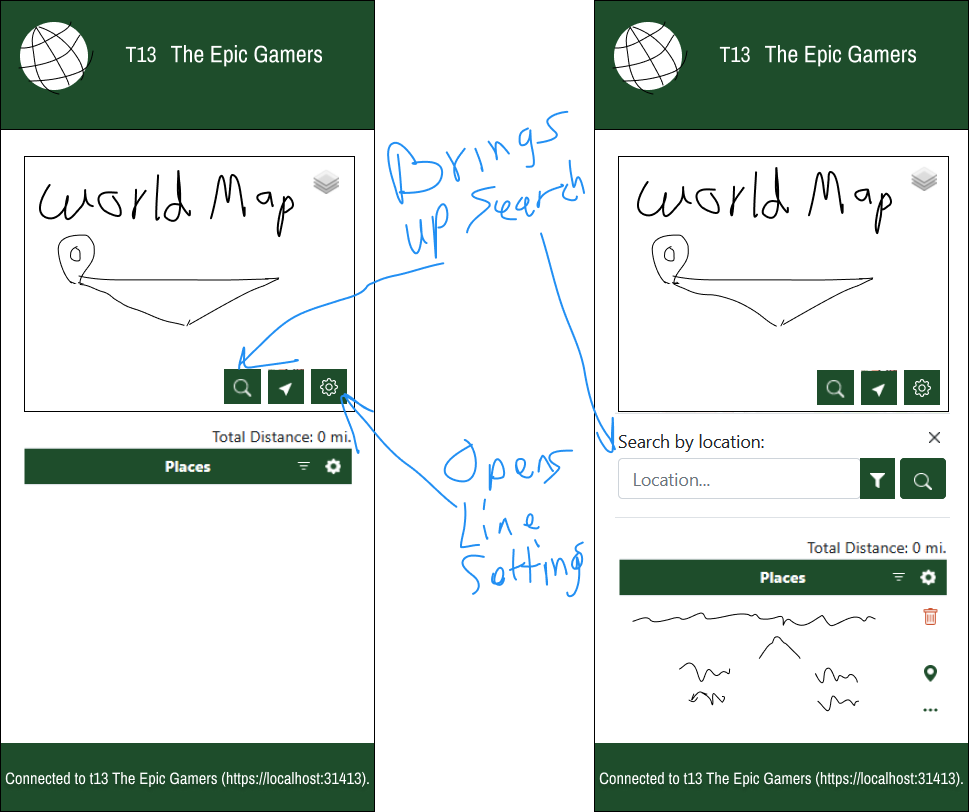 T13 The Epic Gamers
World Map
Total Distance: 0 mi.
Places
Connected to t13 The Epic Gamers (https://localhost:31413).
Brings
up Search
Opens
Line
Sotting
T13 The Epic Gamers
World Map
Search by location:
Location...
Total Distance: 0 mi.
Places
Connected to t13 The Epic Gamers (https://localhost:31413).